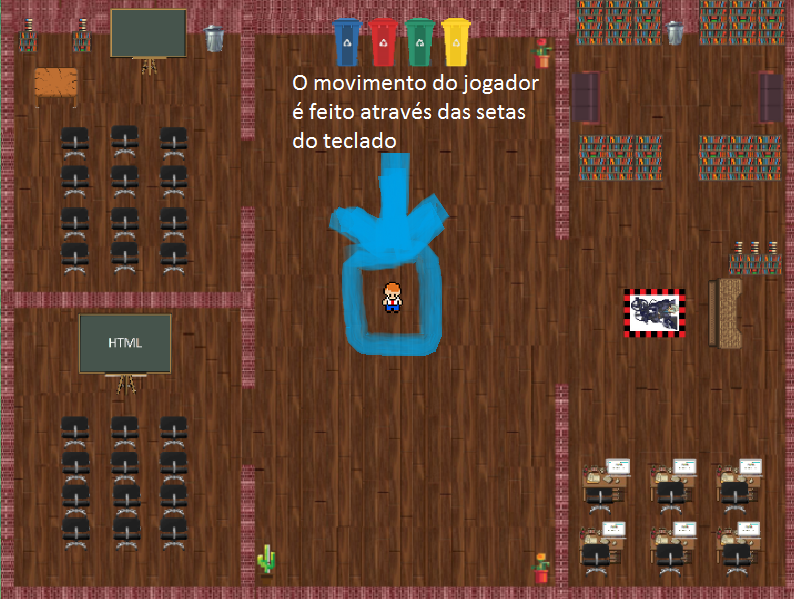 O movimento do jogador
é feito através das setas
do teclado
HTML